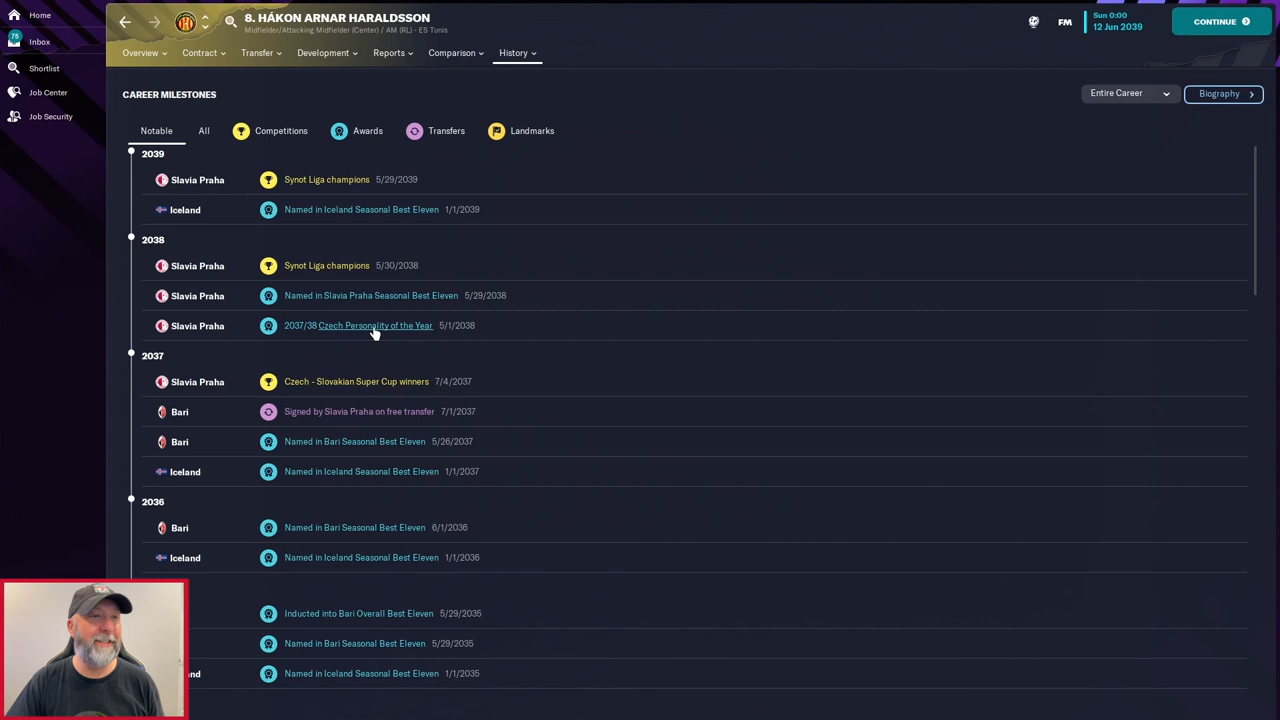 Home
75
Inbox
Shortlist
Job Center
Job Security
8. HÁKON ARNAR HARALDSSON
Midfielder/Attacking Midfielder (Center) / AM (RL) - ES Tunis
FM
Sun 0:00
12 Jun 2039
CONTINUE
Overview
Contract
Transfer
Development
Reports
Comparison
History
CAREER MILESTONES
Entire Career
Biography
Notable
All
Competitions
Awards
Transfers
Landmarks
2039
Slavia Praha Synot Liga champions 5/29/2039
Iceland Named in Iceland Seasonal Best Eleven 1/1/2039
2038
Slavia Praha Synot Liga champions 5/30/2038
Slavia Praha Named in Slavia Praha Seasonal Best Eleven 5/29/2038
Slavia Praha 2037/38 Czech Personality of the Year 5/1/2038
2037
Slavia Praha Czech - Slovakian Super Cup winners 7/4/2037
Bari Signed by Slavia Praha on free transfer 7/1/2037
Bari Named in Bari Seasonal Best Eleven 5/26/2037
Iceland Named in Iceland Seasonal Best Eleven 1/1/2037
2036
Bari Named in Bari Seasonal Best Eleven 6/1/2036
Iceland Named in Iceland Seasonal Best Eleven 1/1/2036
Inducted into Bari Overall Best Eleven 5/29/2035
Named in Bari Seasonal Best Eleven 5/29/2035
nd Named in Iceland Seasonal Best Eleven 1/1/2035